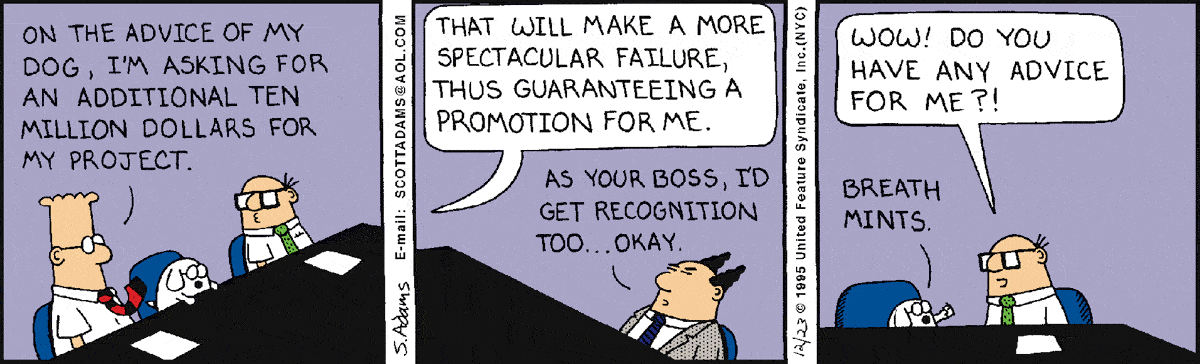 ON THE ADVICE OF MY
DOG, I'M ASKING FOR
AN ADDITIONAL TEN
MILLION DOLLARS FOR
MY PROJECT.
S. Adams
E-mail: SCOTTADAMS@AOL.COM
THAT WILL MAKE A MORE
SPECTACULAR FAILURE,
THUS GUARANTEEING A
PROMOTION FOR ME.
AS YOUR BOSS, I'D
GET RECOGNITION
TOO...OKAY.
12/23 © 1995 United Feature Syndicate, Inc.(NYC)
WOW! DO YOU
HAVE ANY ADVICE
FOR ME?!
BREATH
MINTS.